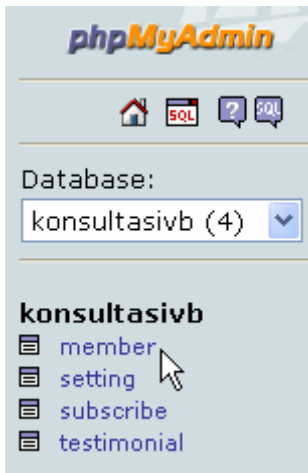 phpMyAdmin
SQL ? SQL
Database:
konsultasivb (4)
konsultasivb
member
setting
subscribe
testimonial